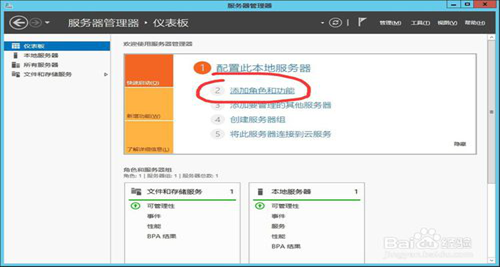 服务器管理器
服务器管理器 · 仪表板
管理(M)
工具(T)
视图(V)
帮助(H)
仪表板
本地服务器
所有服务器
文件和存储服务
欢迎使用服务器管理器
快速启动(Q)
新增功能(W)
了解详细信息(L)
1 配置此本地服务器
2 添加角色和功能
3 添加要管理的其他服务器
4 创建服务器组
5 将此服务器连接到云服务
隐藏
角色和服务器组
角色: 1 | 服务器组: 1 | 服务器总数: 1
文件和存储服务 1
可管理性
事件
性能
BPA 结果
本地服务器 1
可管理性
事件
服务
性能
BPA 结果
Baidu 经验